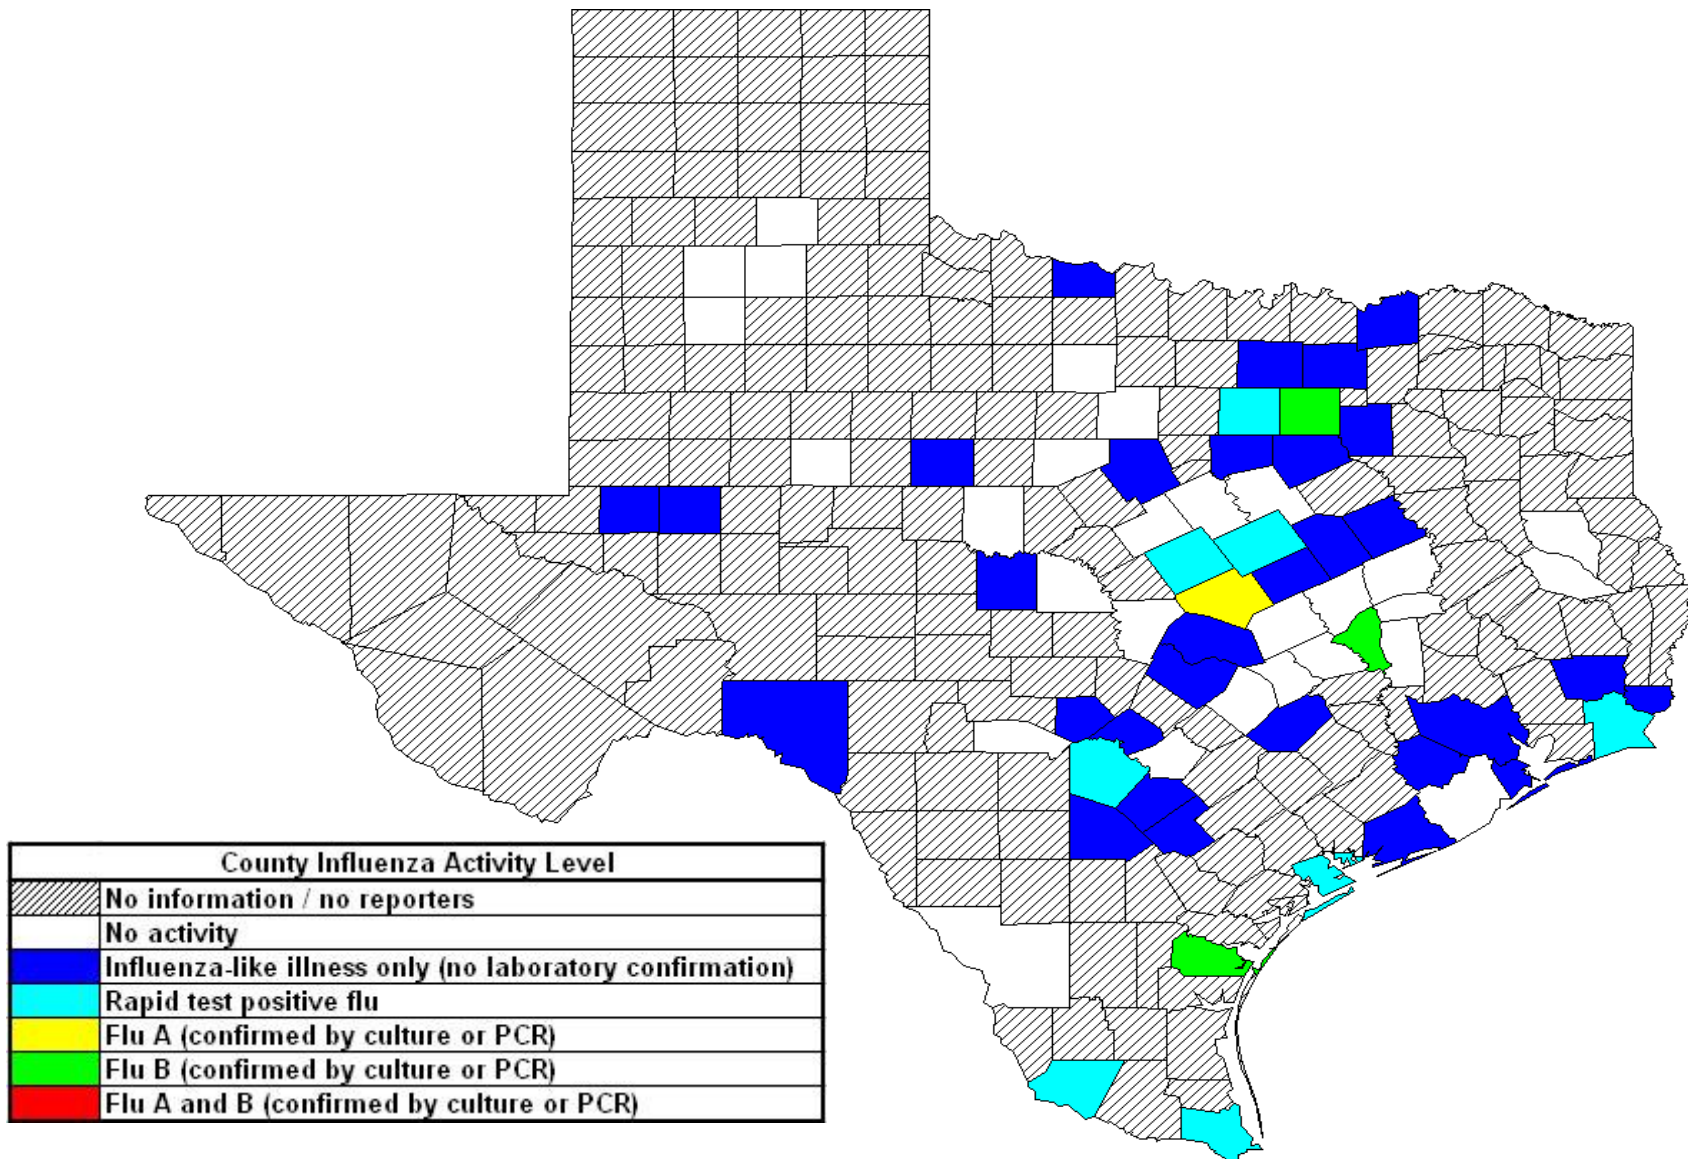 County Influenza Activity Level
No information / no reporters
No activity
Influenza-like illness only (no laboratory confirmation)
Rapid test positive flu
Flu A (confirmed by culture or PCR)
Flu B (confirmed by culture or PCR)
Flu A and B (confirmed by culture or PCR)